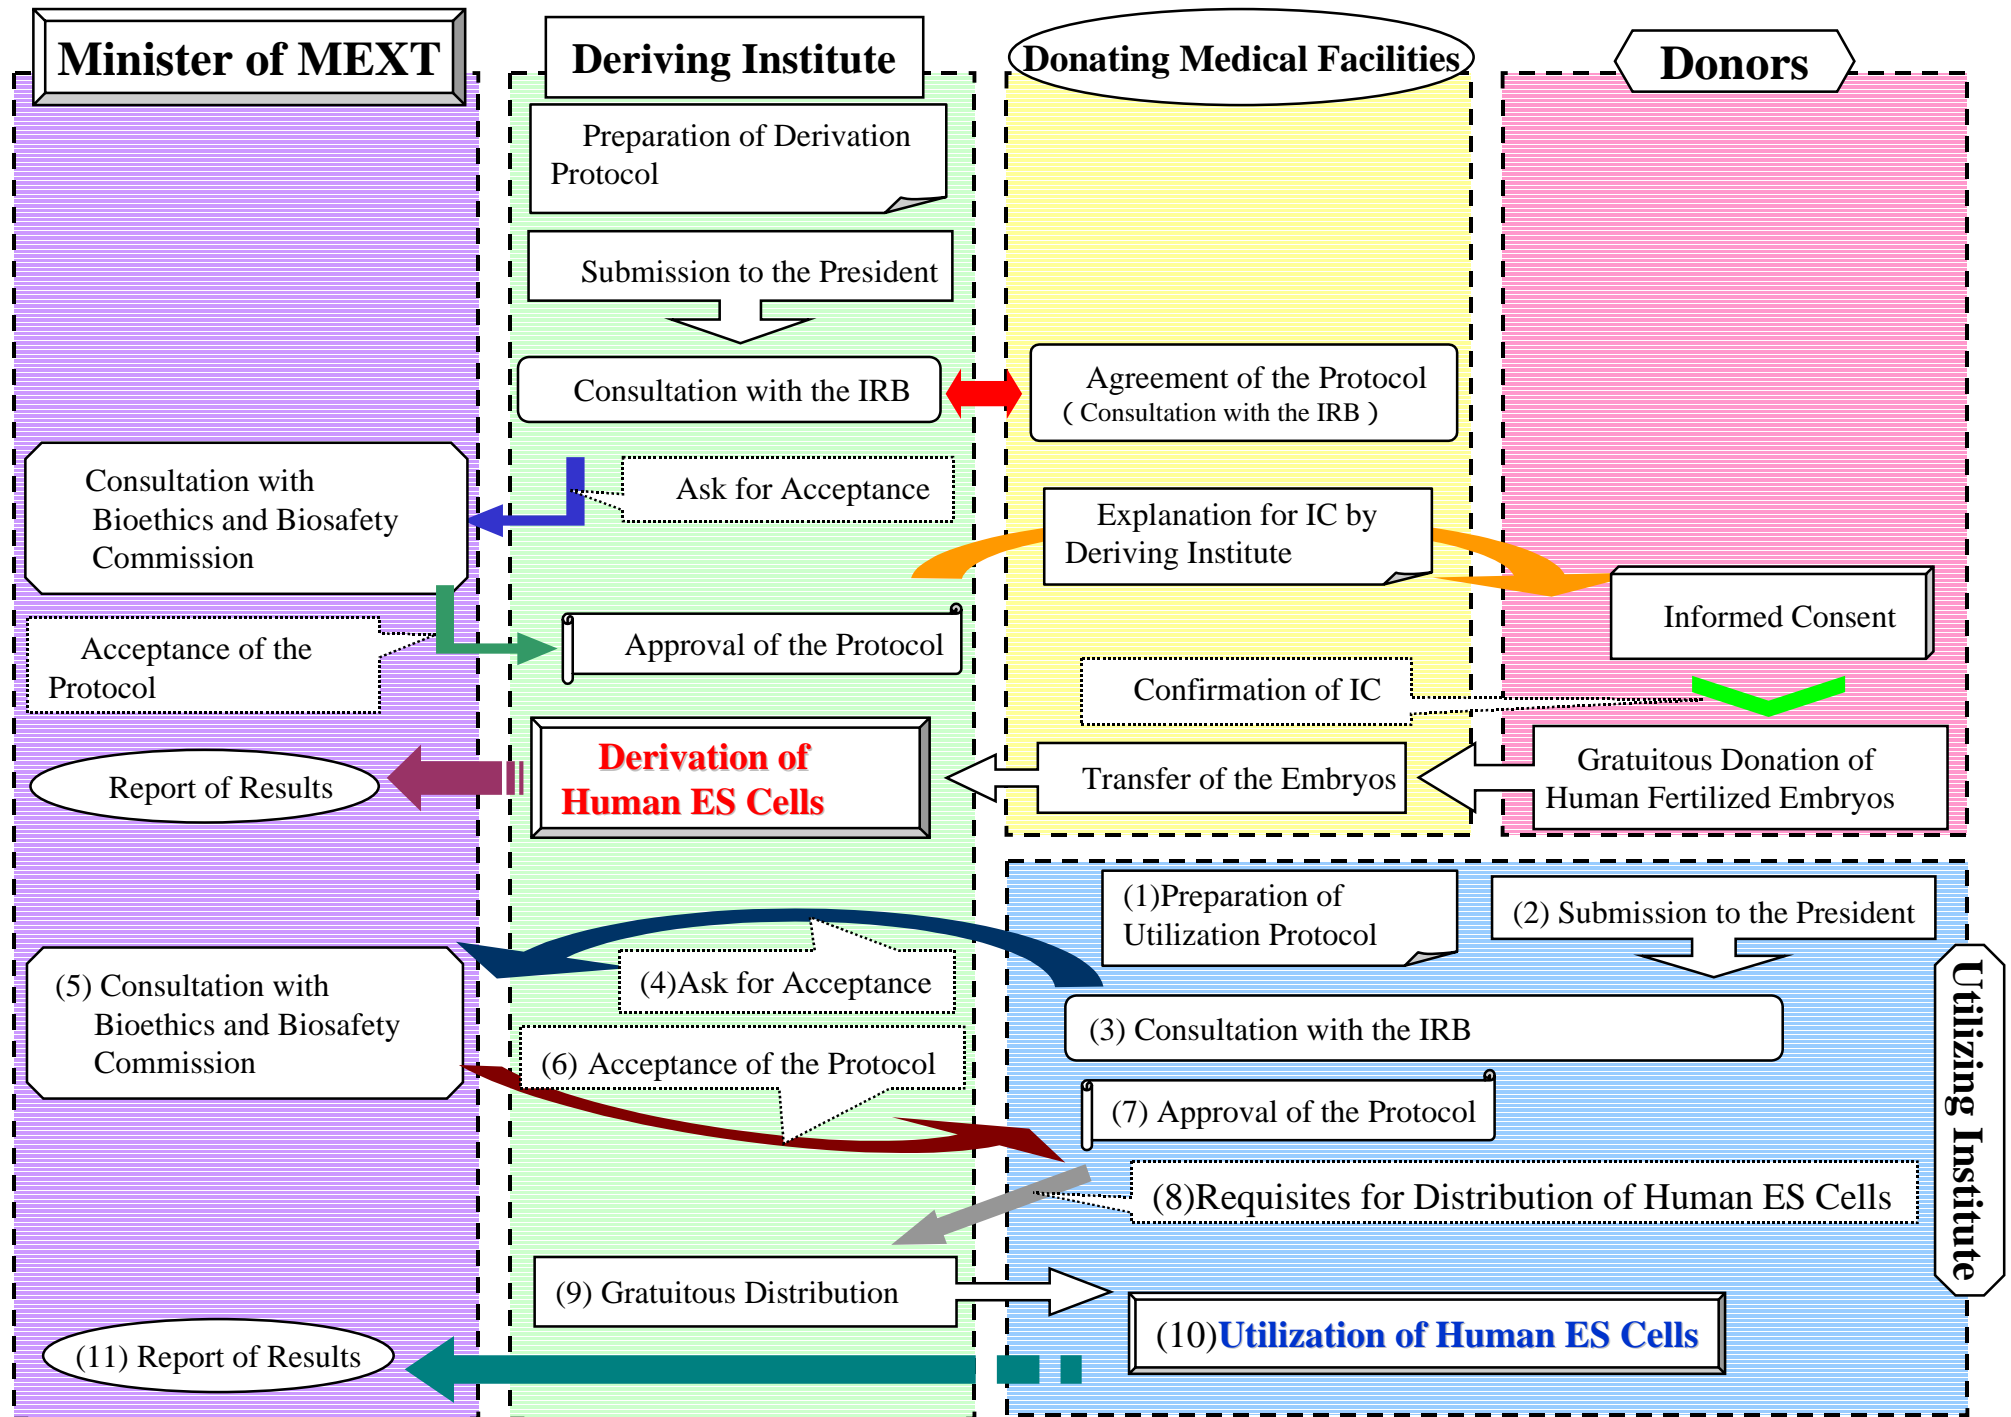 Minister of MEXT
Deriving Institute
Donating Medical Facilities
Donors
Preparation of Derivation
Protocol
Submission to the President
Consultation with the IRB
Agreement of the Protocol
( Consultation with the IRB )
Consultation with
Bioethics and Biosafety
Commission
Ask for Acceptance
Explanation for IC by
Deriving Institute
Informed Consent
Acceptance of the
Protocol
Approval of the Protocol
Confirmation of IC
Report of Results
Derivation of
Human ES Cells
Transfer of the Embryos
Gratuitous Donation of
Human Fertilized Embryos
(1)Preparation of
Utilization Protocol
(2) Submission to the President
Utilizing Institute
(3) Consultation with the IRB
(4)Ask for Acceptance
(5) Consultation with
Bioethics and Biosafety
Commission
(6) Acceptance of the Protocol
(7) Approval of the Protocol
(8)Requisites for Distribution of Human ES Cells
(9) Gratuitous Distribution
(10)Utilization of Human ES Cells
(11) Report of Results